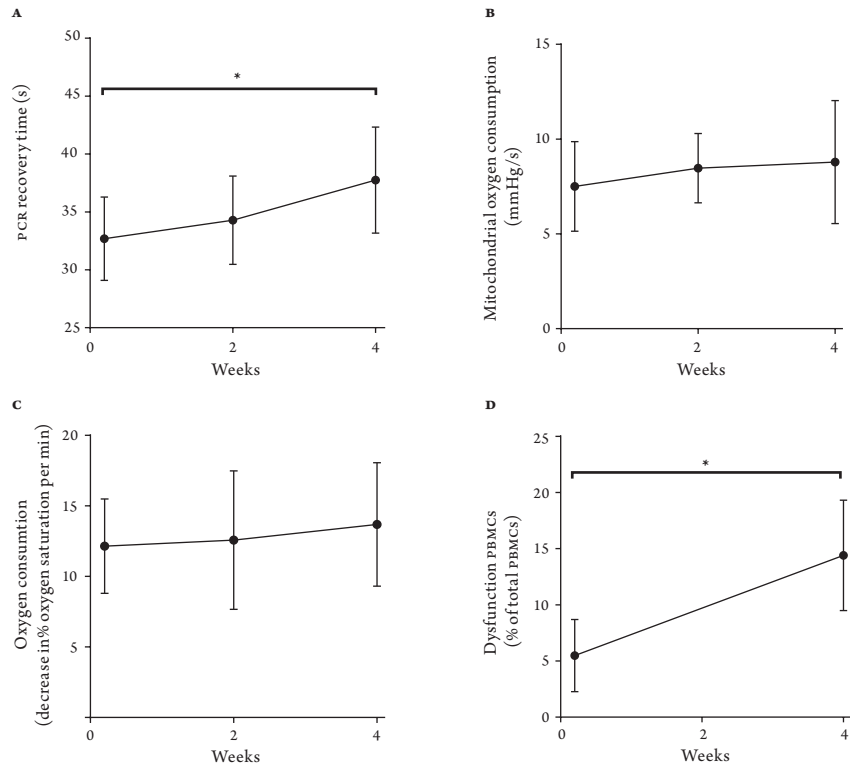 A
PCR recovery time (s)
50
45
40
35
30
25
*
0
2
4
Weeks
B
Mitochondrial oxygen consumption
(mmHg/s)
15
10
5
0
0
2
4
Weeks
C
Oxygen consumtion
(decrease in% oxygen saturation per min)
20
15
10
5
0
2
4
Weeks
D
Dysfunction PBMCS
(% of total PBMCS)
25
20
15
10
5
0
*
0
2
4
Weeks